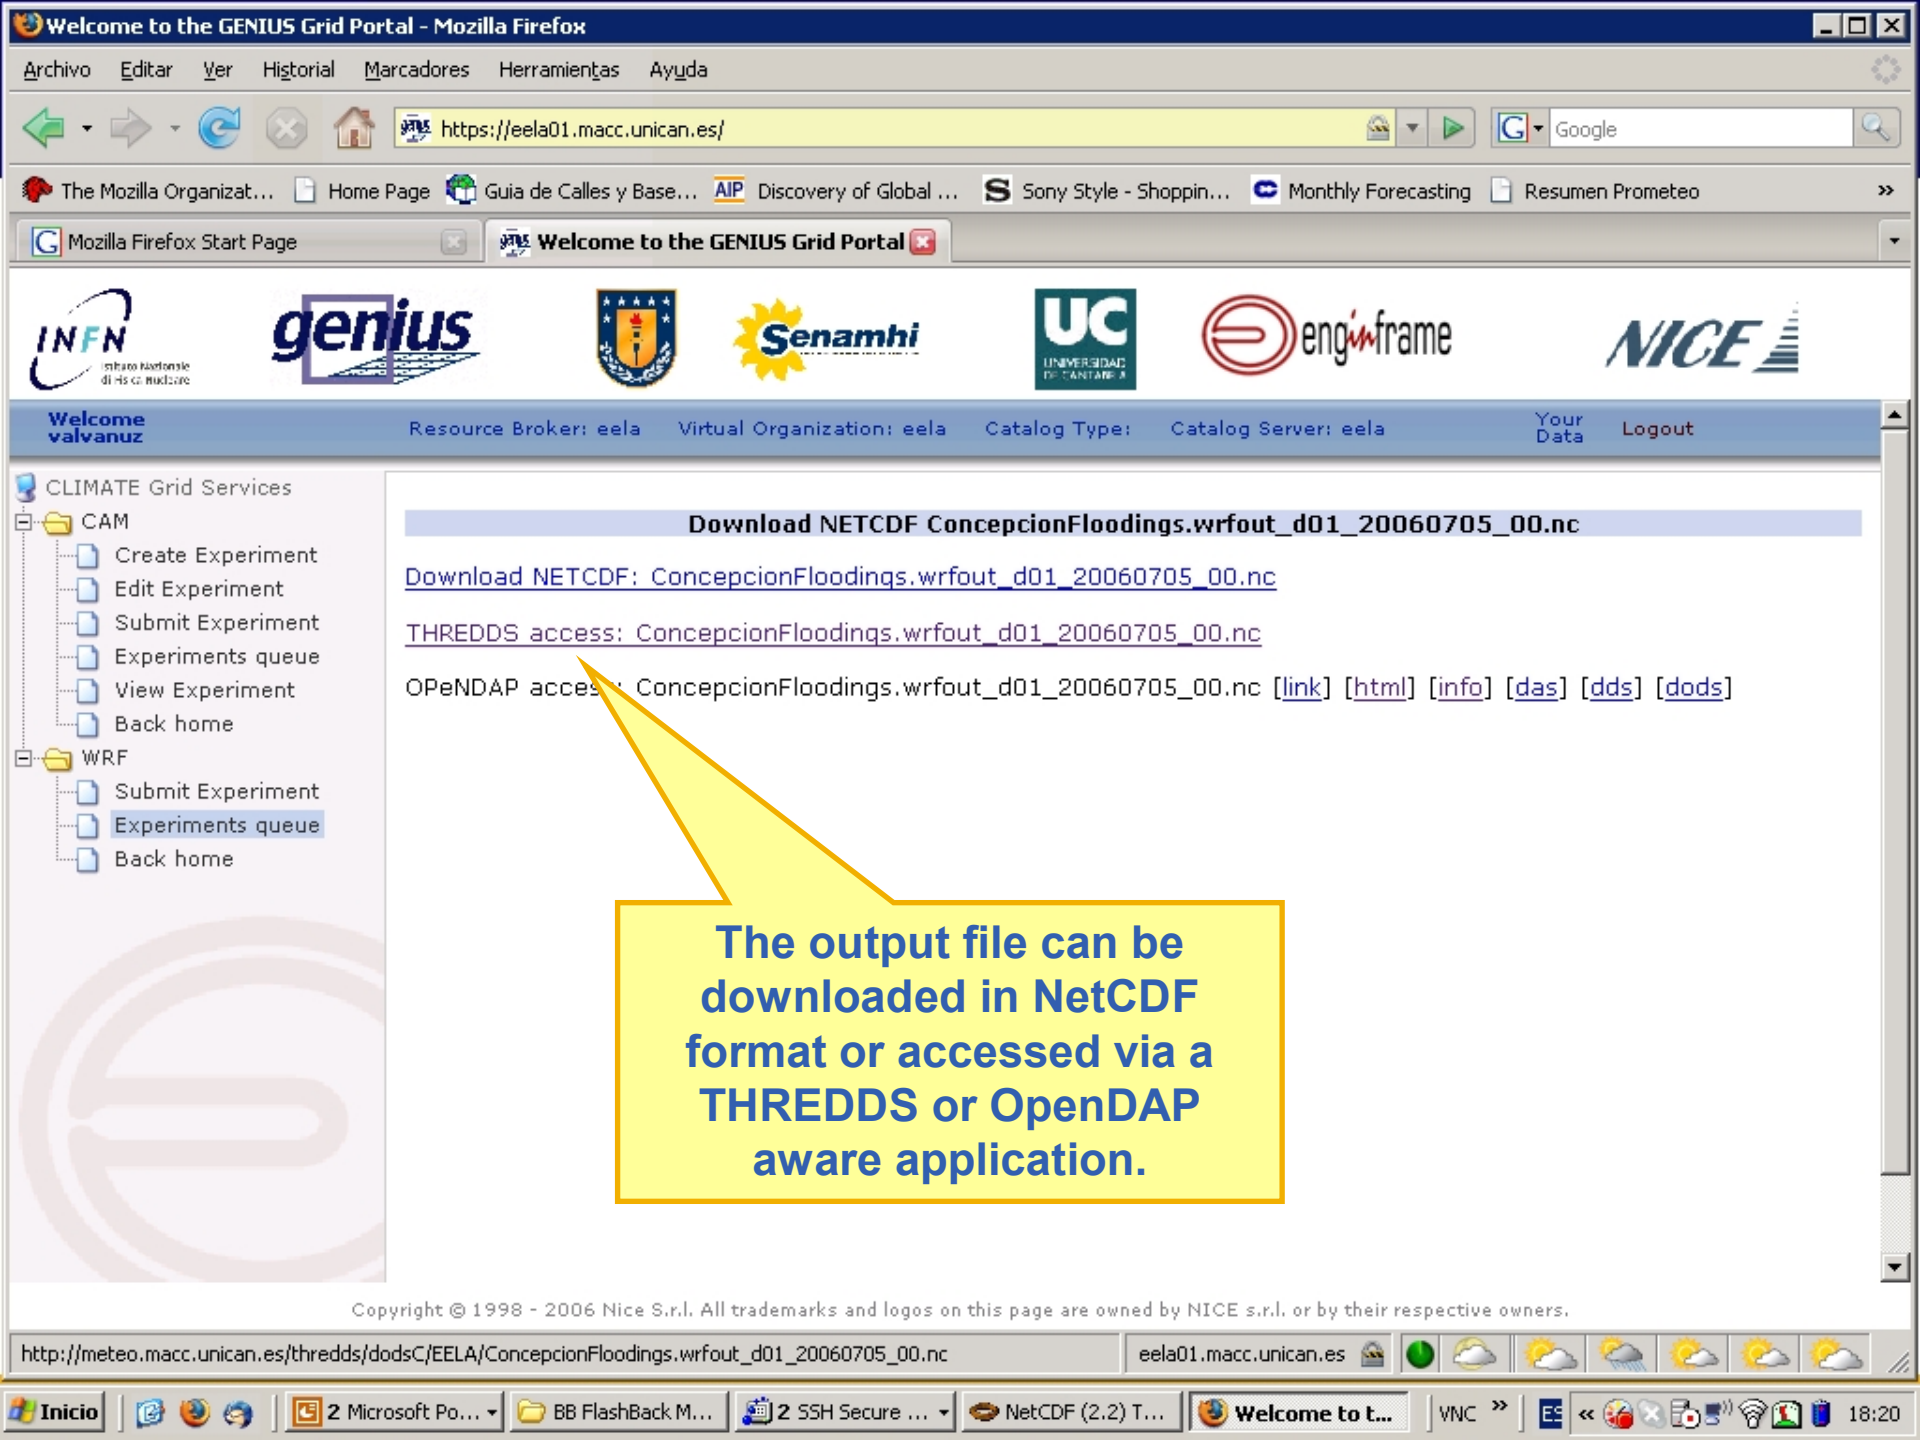 Welcome to the GENIUS Grid Portal - Mozilla Firefox
Archivo Editar Ver Historial Marcadores Herramientas Ayuda
https://eela01.macc.unican.es/
G Google
The Mozilla Organizat... Home Page Guia de Calles y Base... AIP Discovery of Global ... S Sony Style - Shoppin... Monthly Forecasting Resumen Prometeo »
Mozilla Firefox Start Page Welcome to the GENIUS Grid Portal
INFN
Istituto Nazionale
di Fisica Nucleare
genius
Senamhi
UC
UNIVERSIDAD
DE CANTABRIA
enginframe
NICE
Welcome
valvanuz
Resource Broker: eela Virtual Organization: eela Catalog Type: Catalog Server: eela
Your
Data
Logout
CLIMATE Grid Services
CAM
Create Experiment
Edit Experiment
Submit Experiment
Experiments queue
View Experiment
Back home
WRF
Submit Experiment
Experiments queue
Back home
Download NETCDF ConcepcionFloodings.wrfout_d01_20060705_00.nc
Download NETCDF: ConcepcionFloodings.wrfout_d01_20060705_00.nc
THREDDS access: ConcepcionFloodings.wrfout_d01_20060705_00.nc
OPeNDAP access: ConcepcionFloodings.wrfout_d01_20060705_00.nc [link] [html] [info] [das] [dds] [dods]
The output file can be
downloaded in NetCDF
format or accessed via a
THREDDS or OpenDAP
aware application.
Copyright © 1998 - 2006 Nice S.r.l. All trademarks and logos on this page are owned by NICE s.r.l. or by their respective owners.
http://meteo.macc.unican.es/thredds/dodsC/EELA/ConcepcionFloodings.wrfout_d01_20060705_00.nc
eela01.macc.unican.es
Inicio 2 Microsoft Po... BB FlashBack M... 2 SSH Secure ... NetCDF (2.2) T... Welcome to t... VNC » ES « 18:20